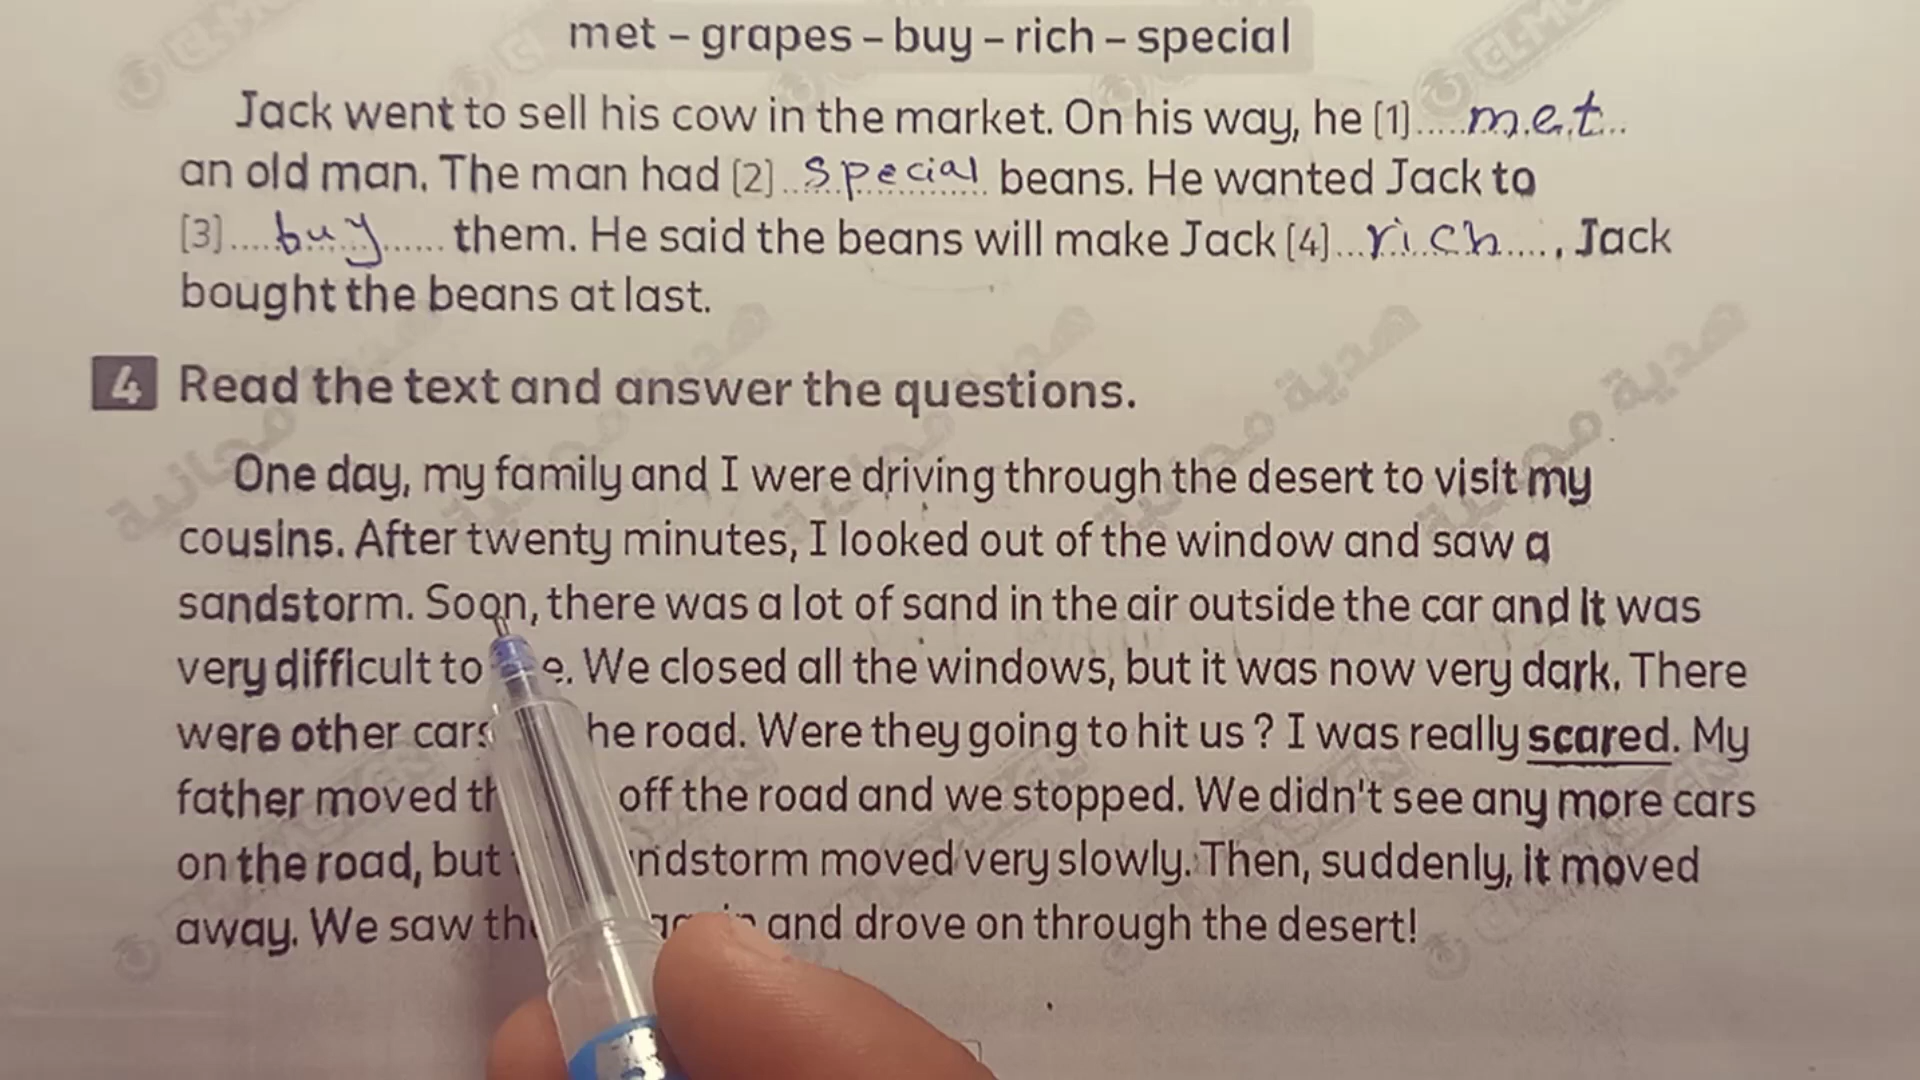 met – grapes – buy – rich – special
Jack went to sell his cow in the market. On his way, he [1].....met...
an old man. The man had [2]..special.. beans. He wanted Jack to
[3]....buy...... them. He said the beans will make Jack [4]...rich...., Jack
bought the beans at last.
4 Read the text and answer the questions.
One day, my family and I were driving through the desert to visit my
cousins. After twenty minutes, I looked out of the window and saw a
sandstorm. Soon, there was a lot of sand in the air outside the car and it was
very difficult to e. We closed all the windows, but it was now very dark. There
were other cars he road. Were they going to hit us ? I was really scared. My
father moved th off the road and we stopped. We didn't see any more cars
on the road, but ndstorm moved very slowly. Then, suddenly, it moved
away. We saw th again and drove on through the desert!